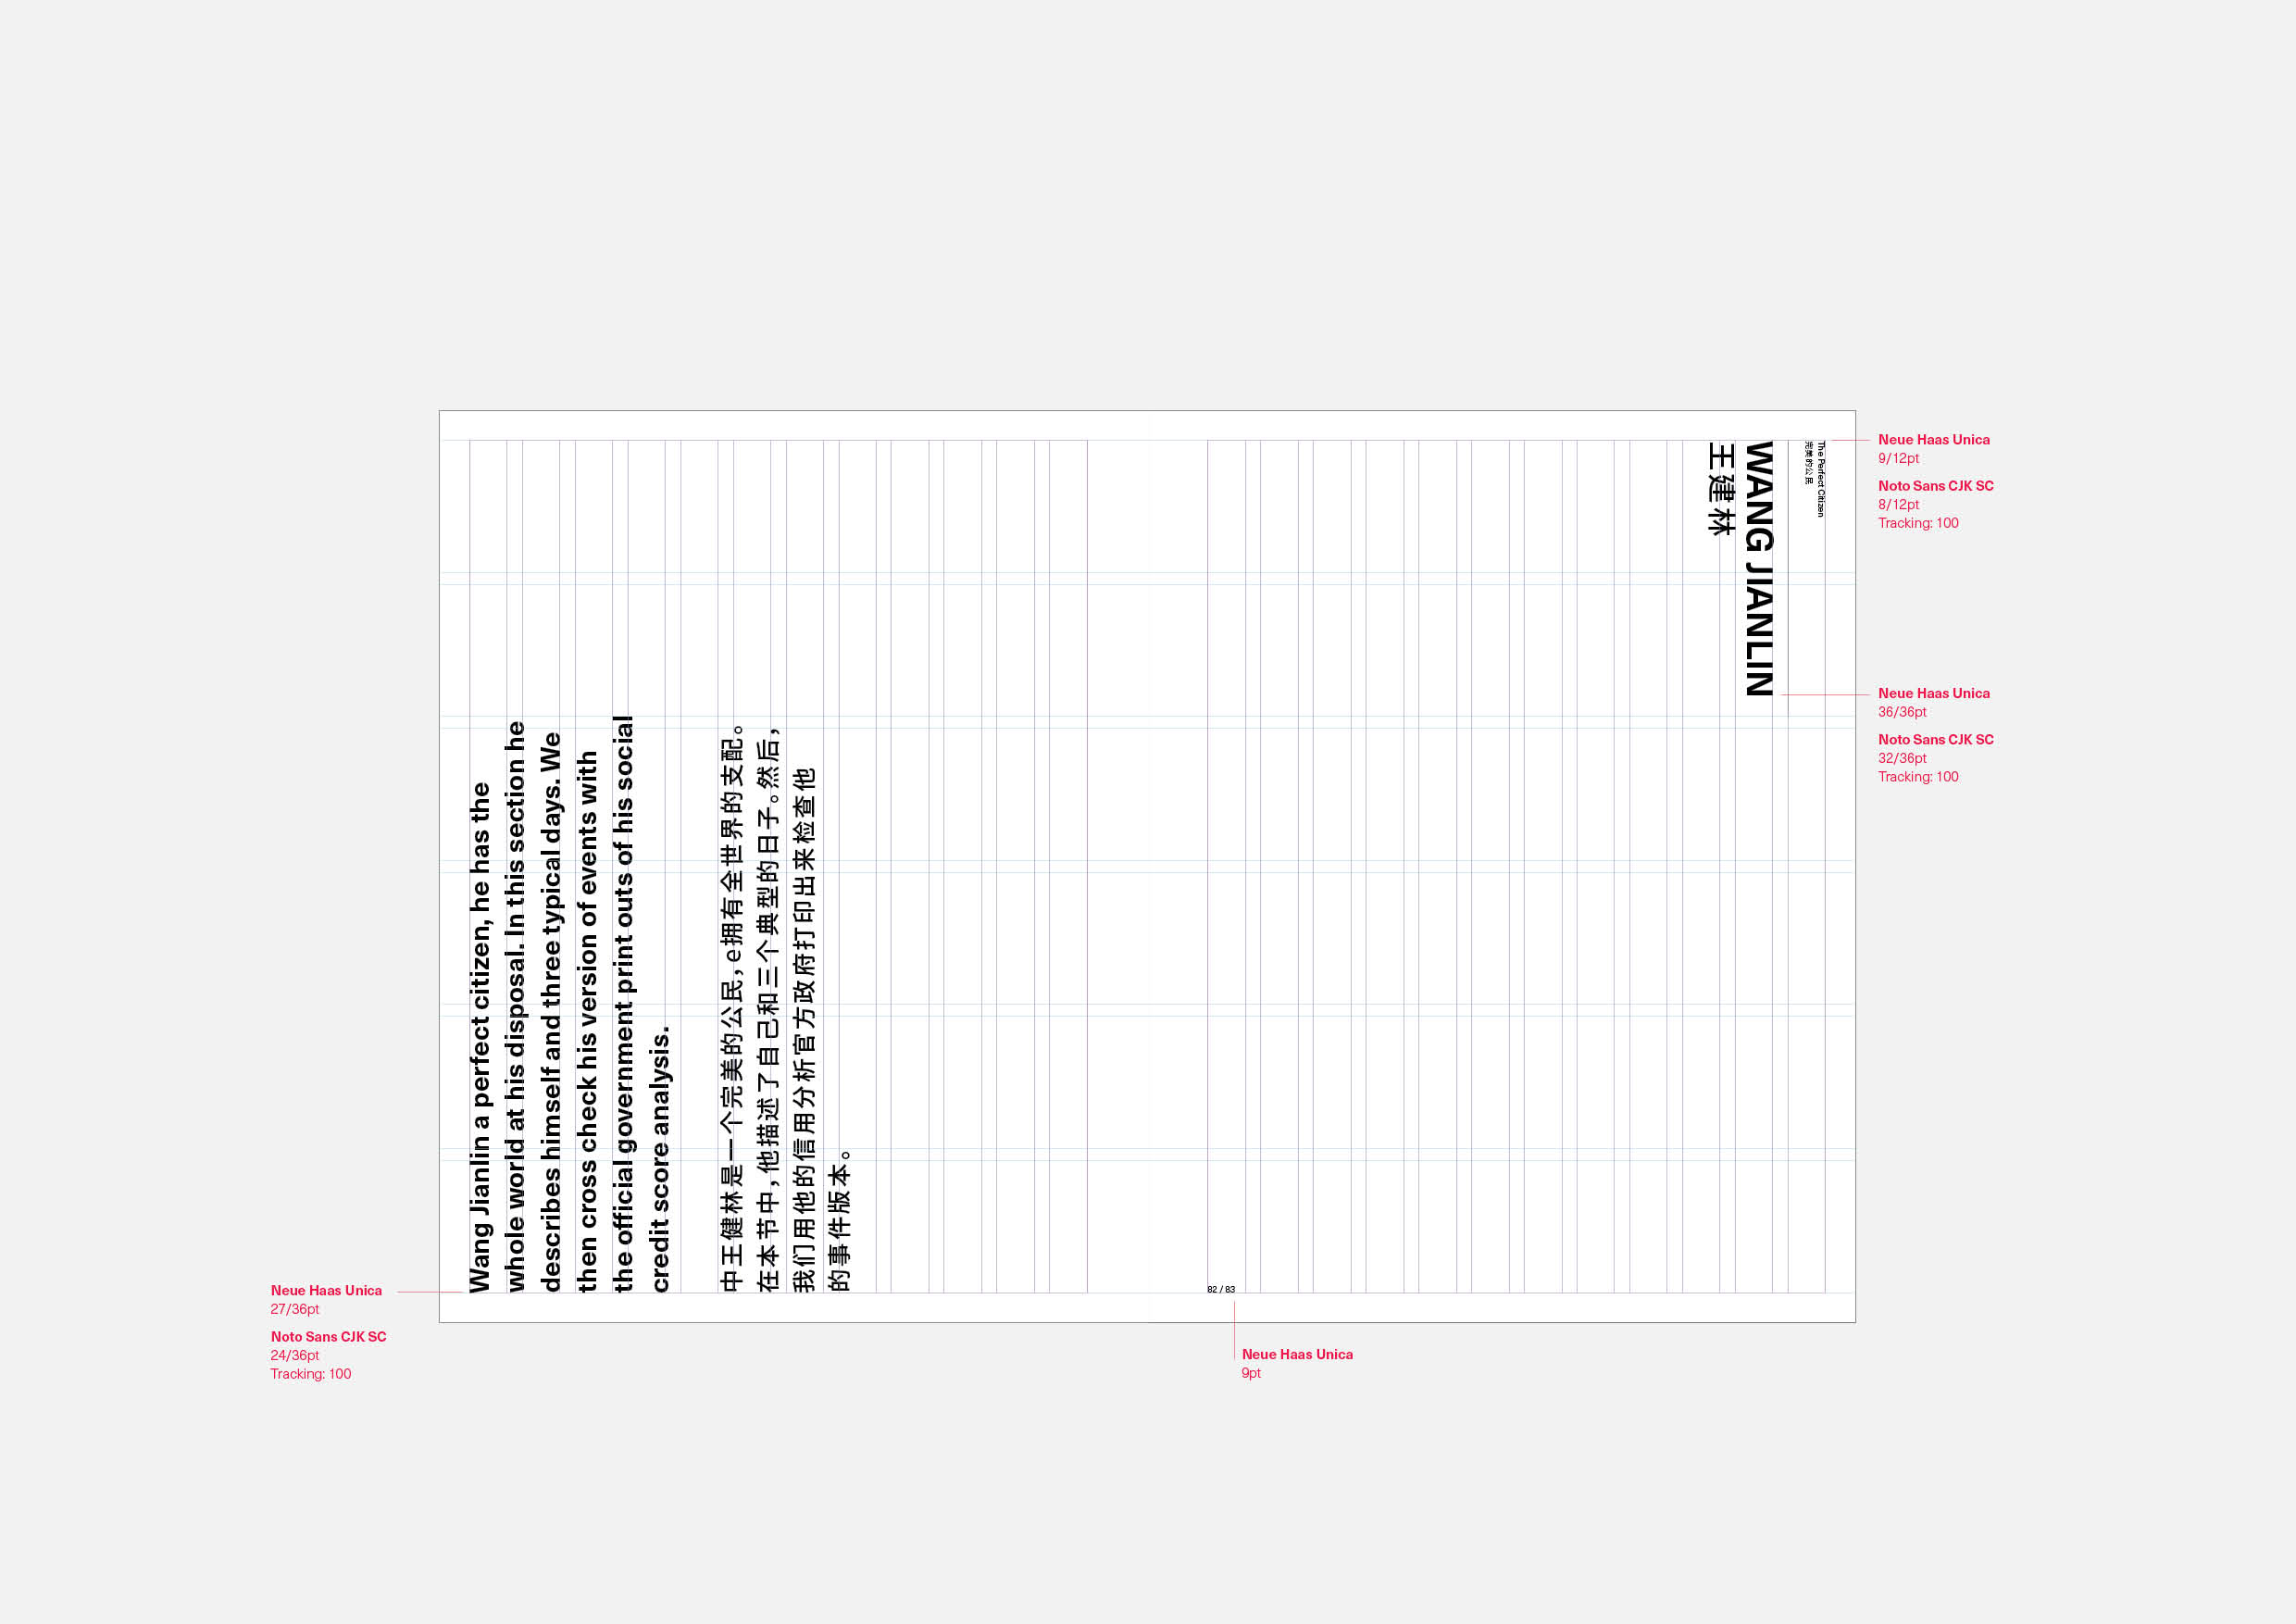 Wang Jianlin a perfect citizen, he has the
whole world at his disposal. In this section he
describes himself and three typical days. We
then cross check his version of events with
the official government print outs of his social
credit score analysis.
中王健林是一个完美的公民，e拥有全世界的支配。
在本节中，他描述了自己和三个典型的日子。然后，
我们用他的信用分析官方政府打印出来检查他
的事件版本。
The Perfect Citizen
完美的公民
WANG JIANLIN
王建林
82 / 83
Neue Haas Unica
9/12pt
Noto Sans CJK SC
8/12pt
Tracking: 100
Neue Haas Unica
36/36pt
Noto Sans CJK SC
32/36pt
Tracking: 100
Neue Haas Unica
27/36pt
Noto Sans CJK SC
24/36pt
Tracking: 100
Neue Haas Unica
9pt